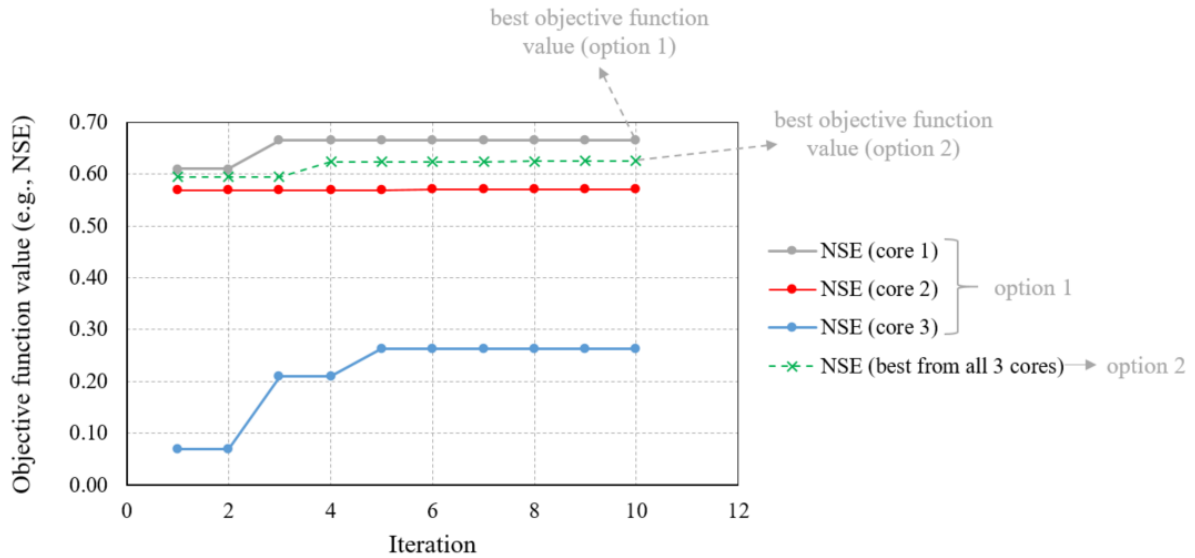 best objective function
value (option 1)
best objective function
value (option 2)
Objective function value (e.g., NSE)
0.70
0.60
0.50
0.40
0.30
0.20
0.10
0.00
0
2
4
6
8
10
12
Iteration
NSE (core 1)
NSE (core 2)
NSE (core 3)
option 1
NSE (best from all 3 cores)
option 2